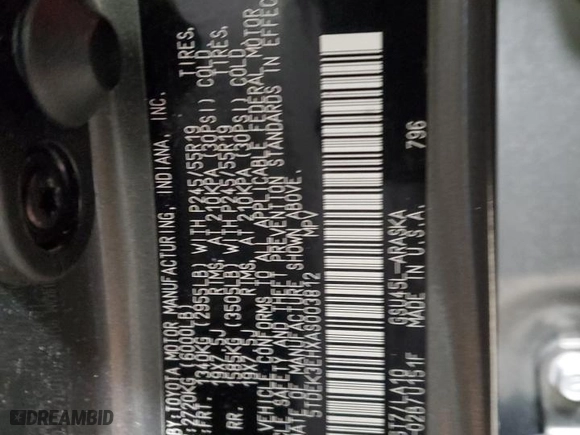 BY:TOYOTA MOTOR MANUFACTURING, INDIANA, INC.
:2720KG (6000LB)
:FRT. 1340KG (2955LB) WITH P245/55R19 TIRES,
19X7.5J RIMS, AT 210KPA (30PSI) COLD
RR. 1585KG (3505LB) WITH P245/55R19 TIRES,
19X7.5J RIMS, AT 210KPA (30PSI) COLD,
VEHICLE CONFORMS TO ALL APPLICABLE FEDERAL MOTOR
SAFETY, AND THEFT PREVENTION STANDARDS IN EFFECT
DATE OF MANUFACTURE SHOWN ABOVE.
5TDEK3EHXAS003812 MPV
/LA10 GSU45L-ARASKA 796
MADE IN U.S.A.